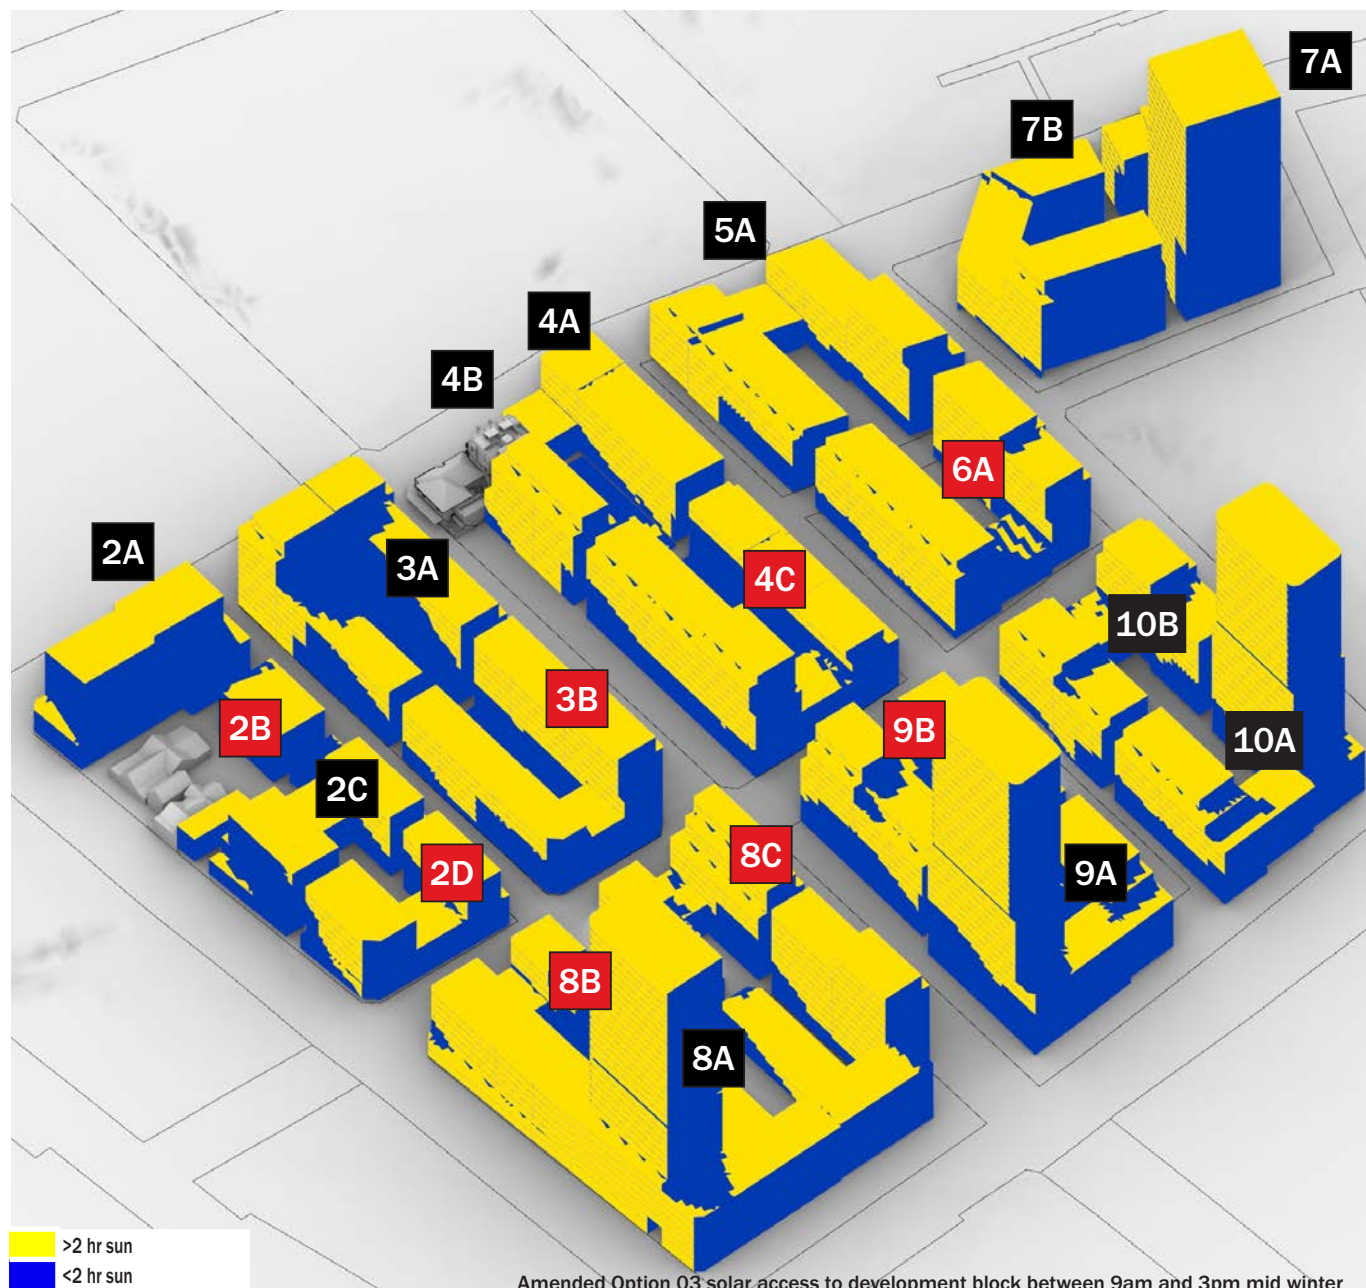 7A
7B
5A
4A
4B
6A
2A
3A
4C
10B
3B
2B
9B
10A
2C
8C
2D
9A
8B
8A
>2 hr sun
<2 hr sun
Amended Option 03 solar access to development block between 9am and 3pm mid winter